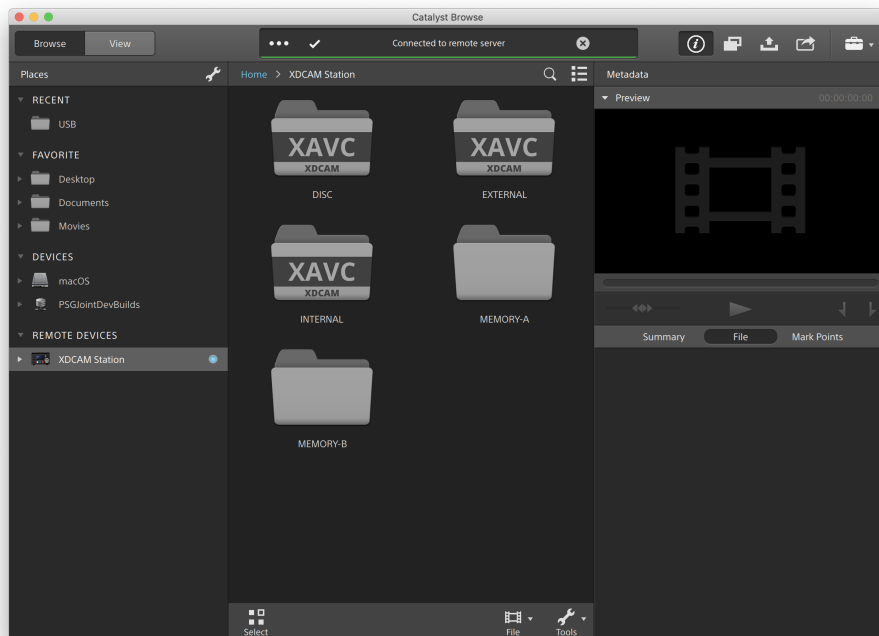 Catalyst Browse
Browse
View
Connected to remote server
Places
Home > XDCAM Station
Metadata
RECENT
USB
FAVORITE
Desktop
Documents
Movies
DEVICES
macOS
PSGJointDevBuilds
REMOTE DEVICES
XDCAM Station
XAVC
XDCAM
DISC
XAVC
XDCAM
EXTERNAL
XAVC
XDCAM
INTERNAL
MEMORY-A
MEMORY-B
Preview
00:00:00:00
Summary
File
Mark Points
Select
File
Tools